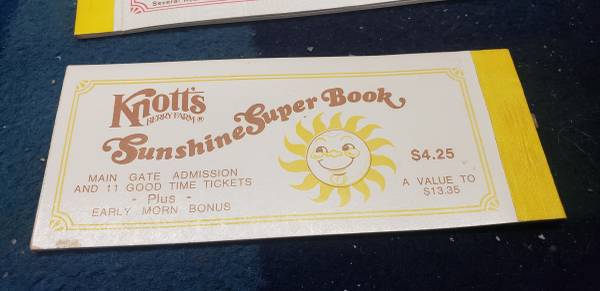 Several
Knott's
BERRY FARM ®
Sunshine Super Book
MAIN GATE ADMISSION
AND 11 GOOD TIME TICKETS
- Plus -
EARLY MORN BONUS
$4.25
A VALUE TO
$13.35